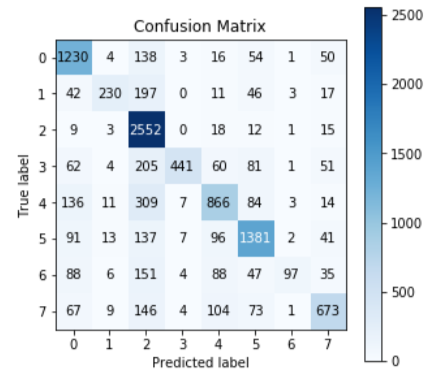 Confusion Matrix
0 1230 4 138 3 16 54 1 50
1 42 230 197 0 11 46 3 17
2 9 3 2552 0 18 12 1 15
3 62 4 205 441 60 81 1 51
4 136 11 309 7 866 84 3 14
5 91 13 137 7 96 1381 2 41
6 88 6 151 4 88 47 97 35
7 67 9 146 4 104 73 1 673
0 1 2 3 4 5 6 7
Predicted label
True label
2500
2000
1500
1000
500
0